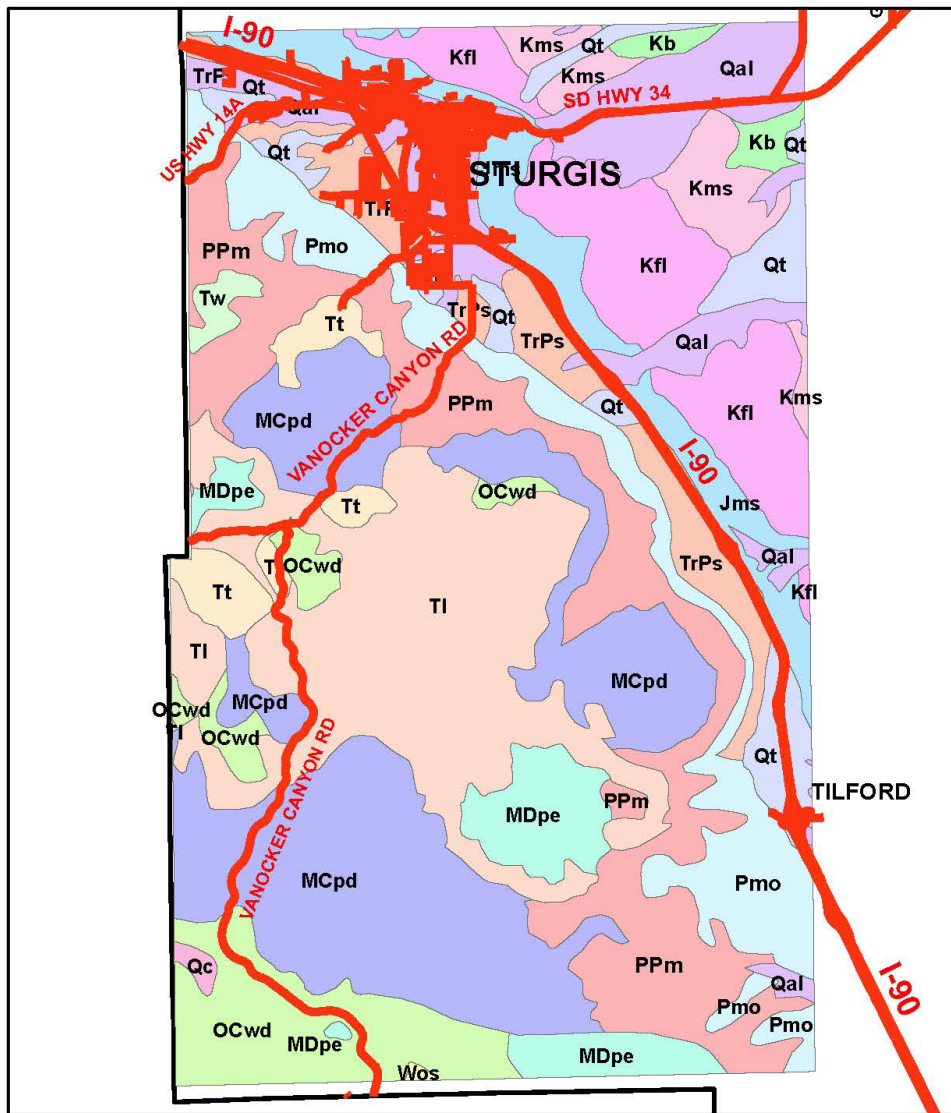 I-90
Kfl
Kms
Qt
Kb
G
TrF
Qt
Kms
Qal
US HWY 14A
Qal
SD HWY 34
Qt
STURGIS
Kb
Qt
Kms
PPm
Pmo
Kfl
Qt
Tw
Tt
TrPs
Qt
TrPs
Qal
VANOCKER CANYON RD
PPm
Kfl
Kms
MCpd
Qt
I-90
MDpe
Tt
OCwd
Jms
Qal
OCwd
TrPs
Tt
Tl
Kfl
Tl
MCpd
MCpd
OCwd
Tl
OCwd
Qt
VANOCKER CANYON RD
MDpe
PPm
TILFORD
MCpd
Pmo
Qc
PPm
I-90
Qal
Pmo
OCwd
MDpe
Pmo
MDpe
Wos